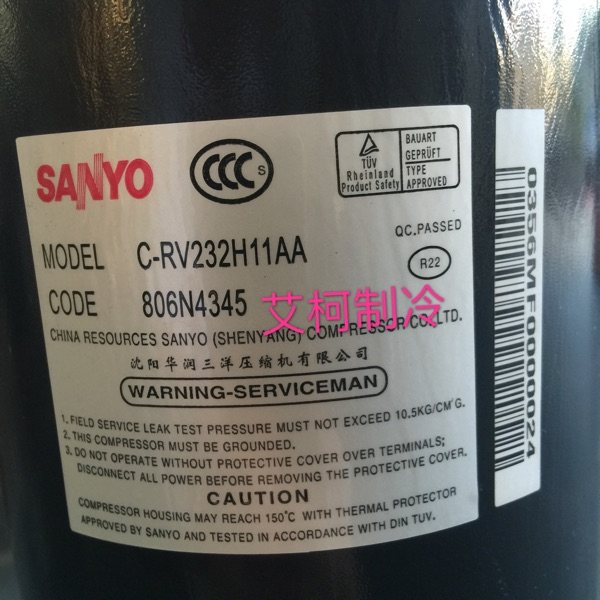 SANYO
CCC S
TÜV
Rheinland
Product Safety
BAUART
GEPRÜFT
TYPE
APPROVED
QC.PASSED
MODEL C-RV232H11AA
R22
CODE 806N4345
艾柯制冷
CHINA RESOURCES SANYO (SHENYANG) COMPRESSOR CO.,LTD.
沈阳华润三洋压缩机有限公司
WARNING-SERVICEMAN
1. FIELD SERVICE LEAK TEST PRESSURE MUST NOT EXCEED 10.5KG/CM²G.
2. THIS COMPRESSOR MUST BE GROUNDED.
3. DO NOT OPERATE WITHOUT PROTECTIVE COVER OVER TERMINALS;
DISCONNECT ALL POWER BEFORE REMOVING THE PROTECTIVE COVER.
CAUTION
COMPRESSOR HOUSING MAY REACH 150℃ WITH THERMAL PROTECTOR
APPROVED BY SANYO AND TESTED IN ACCORDANCE WITH DIN TUV.
0356MF0000024